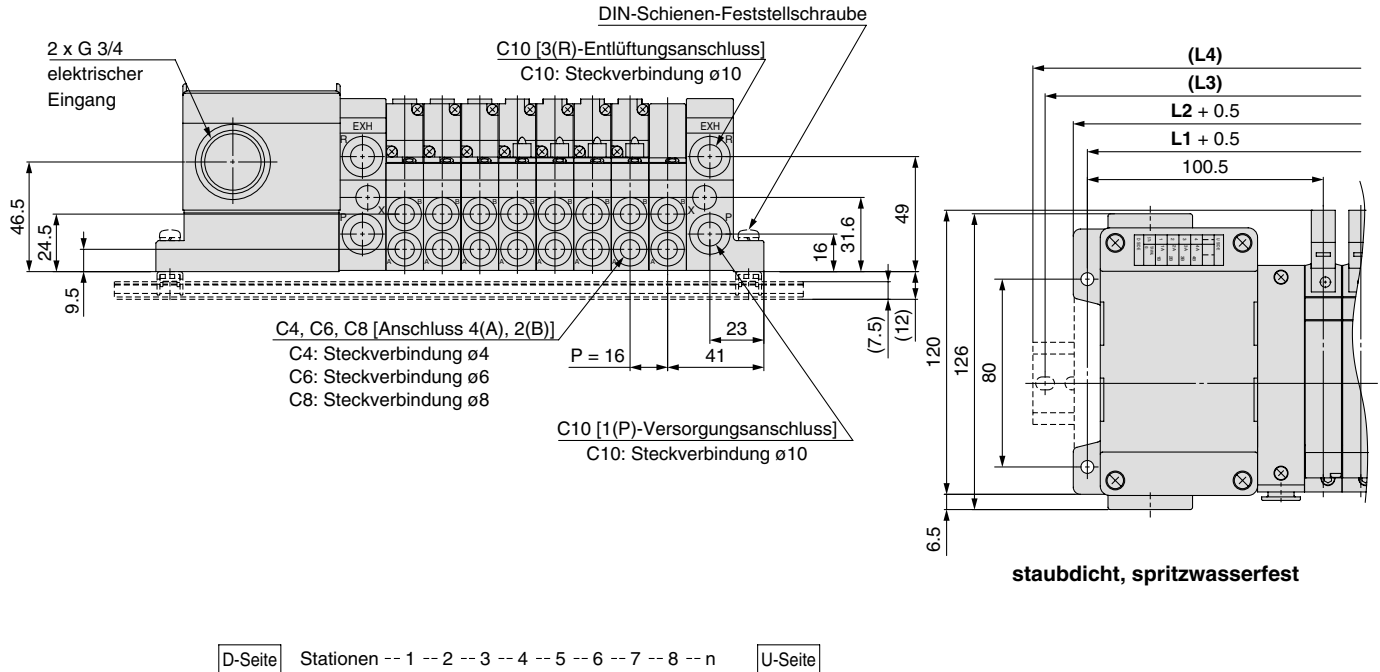 DIN-Schienen-Feststellschraube
2 x G 3/4
elektrischer
Eingang
C10 [3(R)-Entlüftungsanschluss]
C10: Steckverbindung ø10
(L4)
(L3)
L2 + 0.5
L1 + 0.5
100.5
EXH
EXH
R
R
X
X
P
P
B B B B B B B B
A A A A A A A A
46.5
24.5
9.5
16
31.6
49
(7.5)
(12)
23
P = 16
41
C4, C6, C8 [Anschluss 4(A), 2(B)]
C4: Steckverbindung ø4
C6: Steckverbindung ø6
C8: Steckverbindung ø8
C10 [1(P)-Versorgungsanschluss]
C10: Steckverbindung ø10
120
126
80
6.5
staubdicht, spritzwasserfest
D-Seite Stationen -- 1 -- 2 -- 3 -- 4 -- 5 -- 6 -- 7 -- 8 -- n U-Seite